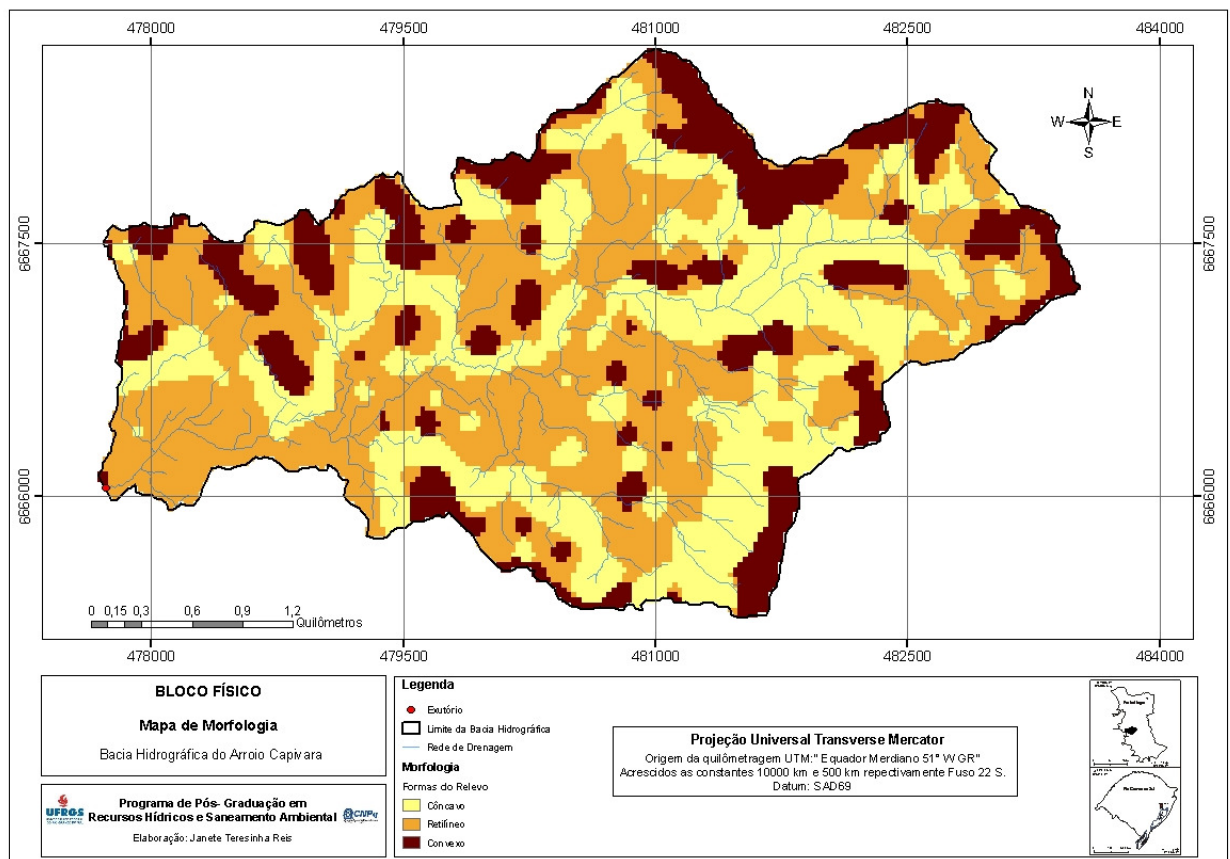 478000 479500 481000 482500 484000
N
W E
S
6667500 6667500
6666000 6666000
0 0,15 0,3 0,6 0,9 1,2
Quilômetros
478000 479500 481000 482500 484000
BLOCO FÍSICO
Mapa de Morfologia
Bacia Hidrográfica do Arroio Capivara
UFRGS
Programa de Pós- Graduação em
Recursos Hídricos e Saneamento Ambiental
CNPq
Elaboração: Janete Teresinha Reis
Legenda
Exutório
Limite da Bacia Hidrográfica
Rede de Drenagem
Morfologia
Formas do Relevo
Côncavo
Retilíneo
Convexo
Projeção Universal Transverse Mercator
Origem da quilômetragem UTM:" Equador Merdiano 51° W GR"
Acrescidos as constantes 10000 km e 500 km repectivamente Fuso 22 S.
Datum: SAD69